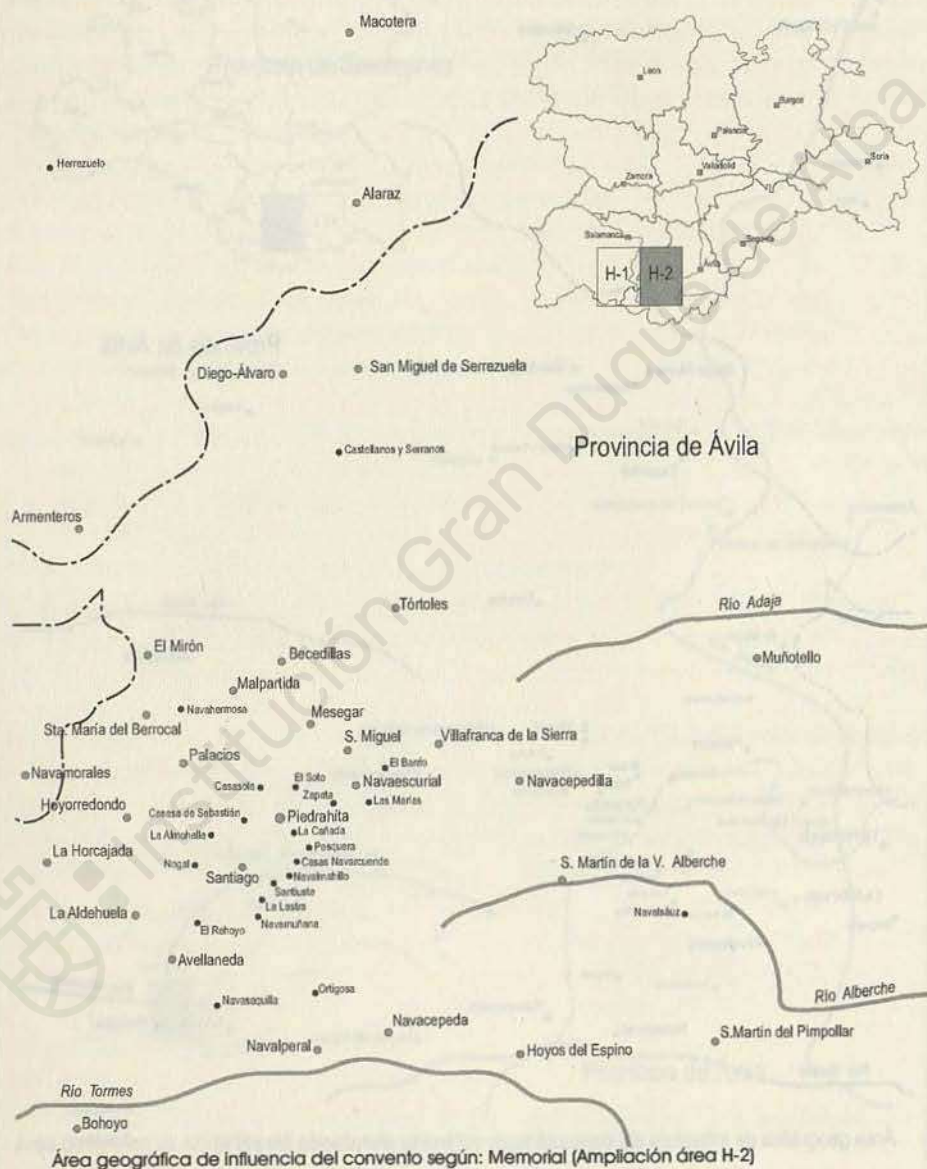 Macotera
León
Burgos
Palencia
Herrezuelo
Soria
Zamora
Valladolid
Alaraz
Salamanca
Segovia
Ávila
H-1
H-2
Diego-Álvaro
San Miguel de Serrezuela
Castellanos y Serranos
Provincia de Ávila
Armenteros
Tórtoles
Río Adaja
El Mirón
Becedillas
Muñotello
Malpartida
Navahermosa
Sta. María del Berrocal
Mesegar
S. Miguel
Villafranca de la Sierra
Palacios
El Barrio
Navamorales
Casasola
El Soto
Navaescurial
Navacepedilla
Zapata
Las Marías
Hoyorredondo
Casasa de Sebastián
Piedrahíta
La Almohalla
La Cañada
Pesquera
La Horcajada
Nogal
Santiago
Casas Navarcuende
S. Martín de la V. Alberche
Navalmahillo
Santiuste
La Lastra
La Aldehuela
Navamuñana
Navalsáuz
El Rehoyo
Avellaneda
Navasquilla
Ortigosa
Río Alberche
Navacepeda
S.Martín del Pimpollar
Navalperal
Hoyos del Espino
Río Tormes
Bohoyo
Área geográfica de influencia del convento según: Memorial (Ampliación área H-2)
Institución Gran Duque de Alba